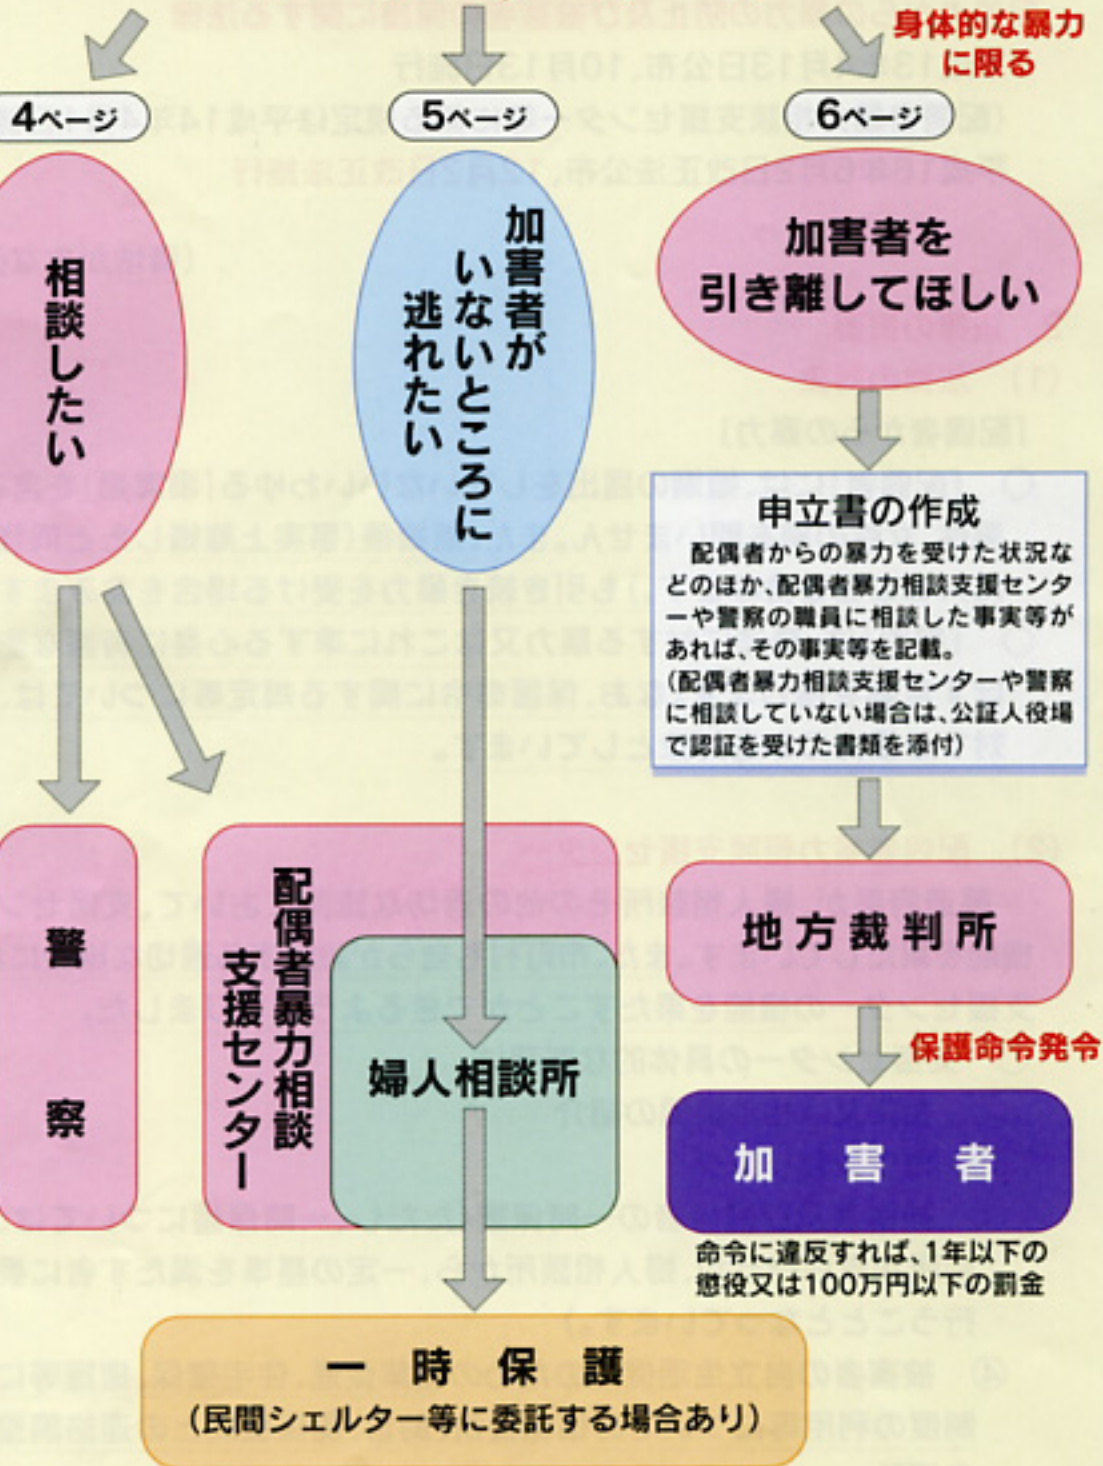 身体的な暴力
に限る
4ページ
5ページ
6ページ
相談したい
加害者が
いないところに
逃れたい
加害者を
引き離してほしい
申立書の作成
配偶者からの暴力を受けた状況な
どのほか、配偶者暴力相談支援センタ
ーや警察の職員に相談した事実等が
あれば、その事実等を記載。
(配偶者暴力相談支援センターや警察
に相談していない場合は、公証人役場
で認証を受けた書類を添付)
警察
配偶者暴力相談
支援センター
婦人相談所
地方裁判所
保護命令発令
加害者
命令に違反すれば、1年以下の
懲役又は100万円以下の罰金
一時保護
(民間シェルター等に委託する場合あり)